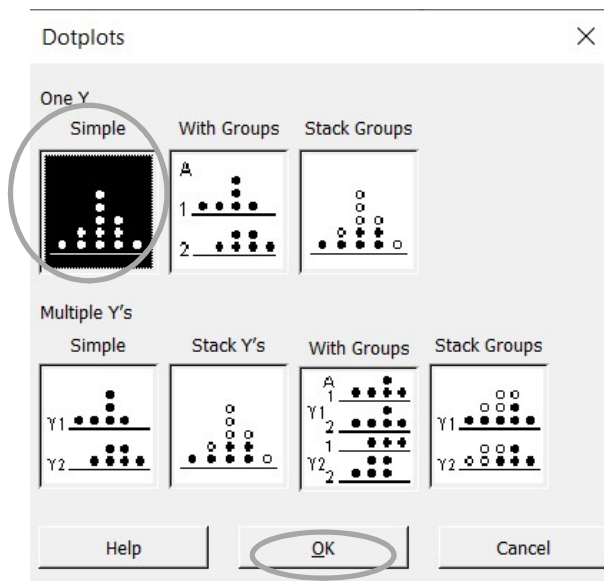 Dotplots
One Y
Simple With Groups Stack Groups
A
1
2
Multiple Y's
Simple Stack Y's With Groups Stack Groups
Y1
Y2
A
1
Y1
2
1
Y2
2
Y1
Y2
Help OK Cancel